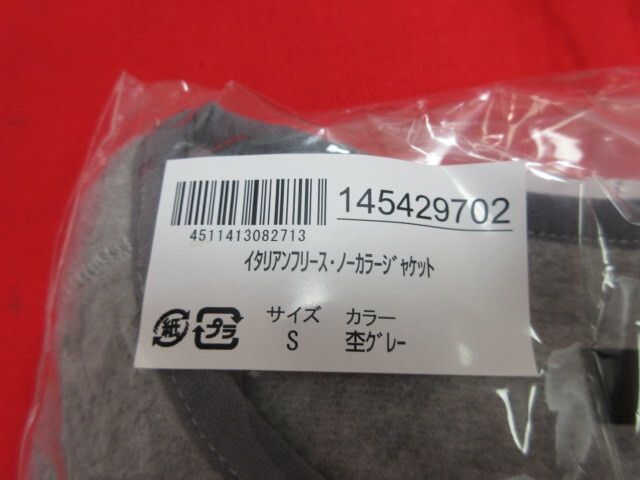 145429702
4511413082713
ｲﾀﾘｱﾝﾌﾘｰｽ・ﾉｰｶﾗｰｼﾞｬｹｯﾄ
紙 プラ サイズ カラー
S 杢ｸﾞﾚｰ